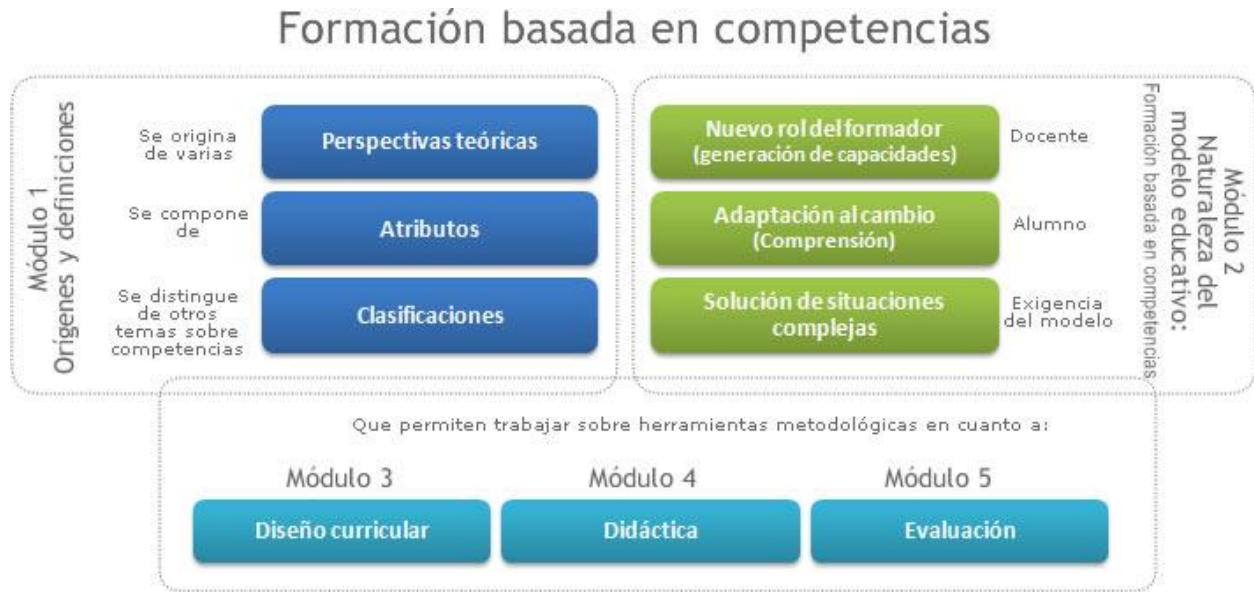 Formación basada en competencias
Módulo 1
Orígenes y definiciones
Se origina
de varias
Perspectivas teóricas
Se compone
de
Atributos
Se distingue
de otros
temas sobre
competencias
Clasificaciones
Nuevo rol del formador
(generación de capacidades)
Docente
Adaptación al cambio
(Comprensión)
Alumno
Solución de situaciones
complejas
Exigencia
del modelo
Módulo 2
Naturaleza del
modelo educativo:
Formación basada en competencias
Que permiten trabajar sobre herramientas metodológicas en cuanto a:
Módulo 3
Diseño curricular
Módulo 4
Didáctica
Módulo 5
Evaluación